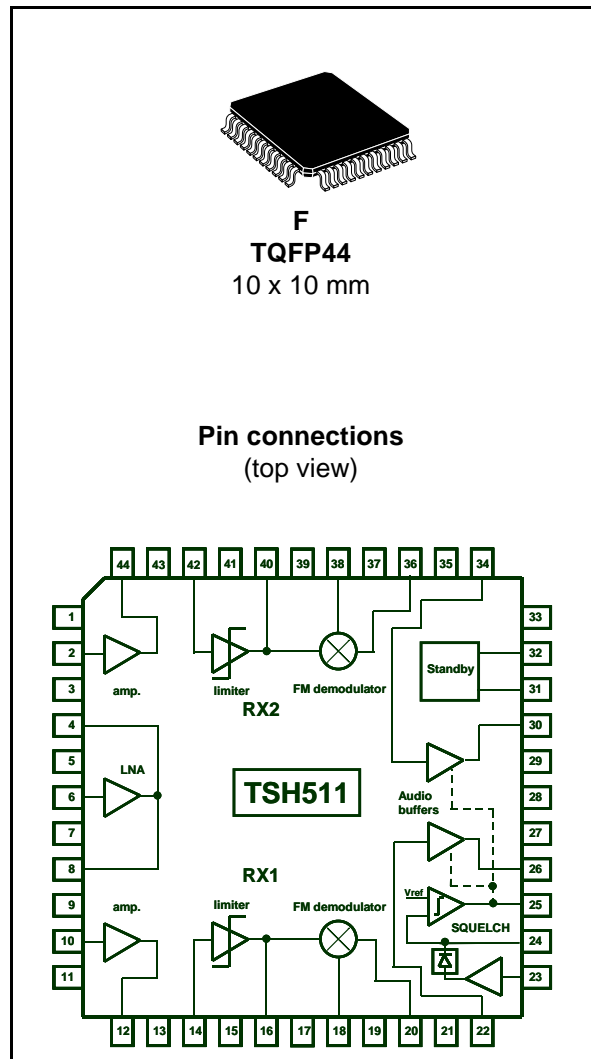 F
TQFP44
10 x 10 mm
Pin connections
(top view)
44 43 42 41 40 39 38 37 36 35 34
1
33
2
32
Standby
3
31
amp.
limiter
FM demodulator
RX2
4
30
5
29
LNA
6
28
TSH511
Audio
buffers
7
27
8
26
RX1
9
25
amp.
limiter
FM demodulator
Vref
SQUELCH
10
24
11
23
12 13 14 15 16 17 18 19 20 21 22